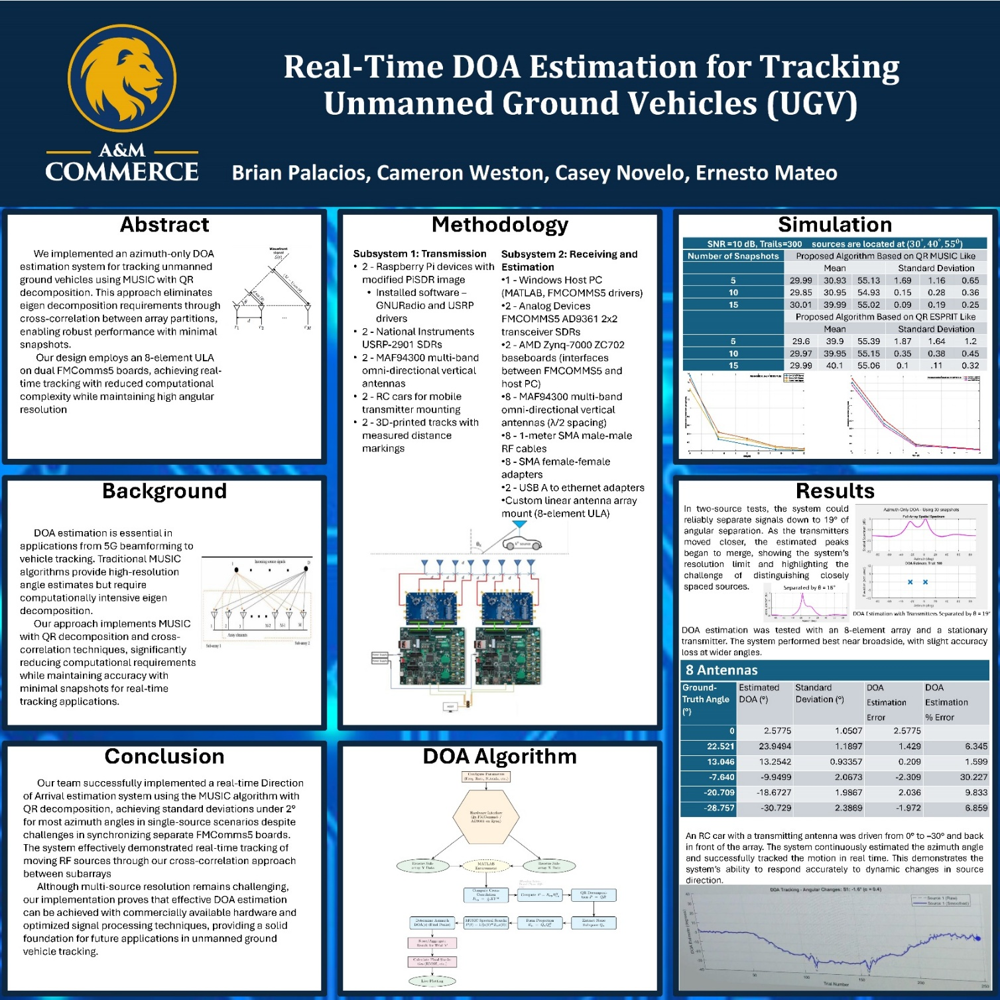 A&M
COMMERCE
Real-Time DOA Estimation for Tracking
Unmanned Ground Vehicles (UGV)
Brian Palacios, Cameron Weston, Casey Novelo, Ernesto Mateo
Abstract
We implemented an azimuth-only DOA
estimation system for tracking unmanned
ground vehicles using MUSIC with QR
decomposition. This approach eliminates
eigen decomposition requirements through
cross-correlation between array partitions,
enabling robust performance with minimal
snapshots.
Our design employs an 8-element ULA
on dual FMComms5 boards, achieving real-
time tracking with reduced computational
complexity while maintaining high angular
resolution
Wavefront
signal
d
Background
DOA estimation is essential in
applications from 5G beamforming to
vehicle tracking. Traditional MUSIC
algorithms provide high-resolution
angle estimates but require
computationally intensive eigen
decomposition.
Our approach implements MUSIC
with QR decomposition and cross-
correlation techniques, significantly
reducing computational requirements
while maintaining accuracy with
minimal snapshots for real-time
tracking applications.
Incoming source signals
Array elements
Sub-array 1
Sub-array 2
Conclusion
Our team successfully implemented a real-time Direction
of Arrival estimation system using the MUSIC algorithm with
QR decomposition, achieving standard deviations under 2°
for most azimuth angles in single-source scenarios despite
challenges in synchronizing separate FMComms5 boards.
The system effectively demonstrated real-time tracking of
moving RF sources through our cross-correlation approach
between subarrays
Although multi-source resolution remains challenging,
our implementation proves that effective DOA estimation
can be achieved with commercially available hardware and
optimized signal processing techniques, providing a solid
foundation for future applications in unmanned ground
vehicle tracking.
Methodology
Subsystem 1: Transmission
• 2 - Raspberry Pi devices with
modified PiSDR image
• Installed software –
GNURadio and USRP
drivers
• 2 - National Instruments
USRP-2901 SDRs
• 2 - MAF94300 multi-band
omni-directional vertical
antennas
• 2 - RC cars for mobile
transmitter mounting
• 2 - 3D-printed tracks with
measured distance
markings
Subsystem 2: Receiving and
Estimation
•1 - Windows Host PC
(MATLAB, FMCOMMS5 drivers)
•2 - Analog Devices
FMCOMMS5 AD9361 2x2
transceiver SDRs
•2 - AMD Zynq-7000 ZC702
baseboards (interfaces
between FMCOMMS5 and
host PC)
•8 - MAF94300 multi-band
omni-directional vertical
antennas (λ/2 spacing)
•8 - 1-meter SMA male-male
RF cables
•8 - SMA female-female
adapters
•2 - USB A to ethernet adapters
•Custom linear antenna array
mount (8-element ULA)
DOA Algorithm
Configure Parameters
Hardware Interface
Receive Sub-
array Y Data
MATLAB
Environment
Receive Sub-
array X Data
Compute Cross-
Correlation
QR Decomposi-
tion P = QR
Determine Azimuth
DOA(s) (Find Peaks)
MUSIC Spectral Search:
Form Projection
Extract Noise
Store/Aggregate
Live Plotting
Simulation
SNR =10 dB, Trails=300 sources are located at (30°, 40°, 55⁰)
Number of Snapshots Proposed Algorithm Based on QR MUSIC Like
Mean Standard Deviation
5 29.99 30.93 55.13 1.69 1.16 0.65
10 29.85 30.95 54.93 0.15 0.28 0.36
15 30.01 39.99 55.02 0.09 0.19 0.25
Proposed Algorithm Based on QR ESPRIT Like
Mean Standard Deviation
5 29.6 39.9 55.39 1.87 1.64 1.2
10 29.97 39.95 55.15 0.35 0.38 0.45
15 29.99 40.1 55.06 0.1 .11 0.32
Results
In two-source tests, the system could
reliably separate signals down to 19° of
angular separation. As the transmitters
moved closer, the estimated peaks
began to merge, showing the system's
resolution limit and highlighting the
challenge of distinguishing closely
spaced sources.
Azimuth-Only DOA - Using 30 snapshots
Full-Array Spatial Spectrum
Azimuth (deg)
Separated by θ = 16°
DOA Estimation with Transmitters Separated by θ = 19°
DOA estimation was tested with an 8-element array and a stationary
transmitter. The system performed best near broadside, with slight accuracy
loss at wider angles.
8 Antennas
Ground-
Truth Angle
(°)
Estimated
DOA (°)
Standard
Deviation (°)
DOA
Estimation
Error
DOA
Estimation
% Error
0 2.5775 1.0507 2.5775
22.521 23.9494 1.1897 1.429 6.345
13.046 13.2542 0.93357 0.209 1.599
-7.640 -9.9499 2.0673 -2.309 30.227
-20.709 -18.6727 1.9867 2.036 9.833
-28.757 -30.729 2.3869 -1.972 6.859
An RC car with a transmitting antenna was driven from 0° to –30° and back
in front of the array. The system continuously estimated the azimuth angle
and successfully tracked the motion in real time. This demonstrates the
system's ability to respond accurately to dynamic changes in source
direction.
DOA Tracking - Angular Changes: S1: -1.6° (σ = 0.4)
Source 1 (Raw)
Source 1 (Smoothed)
DOA Estimate (degrees)
50 100 150 200 250
Trial Number